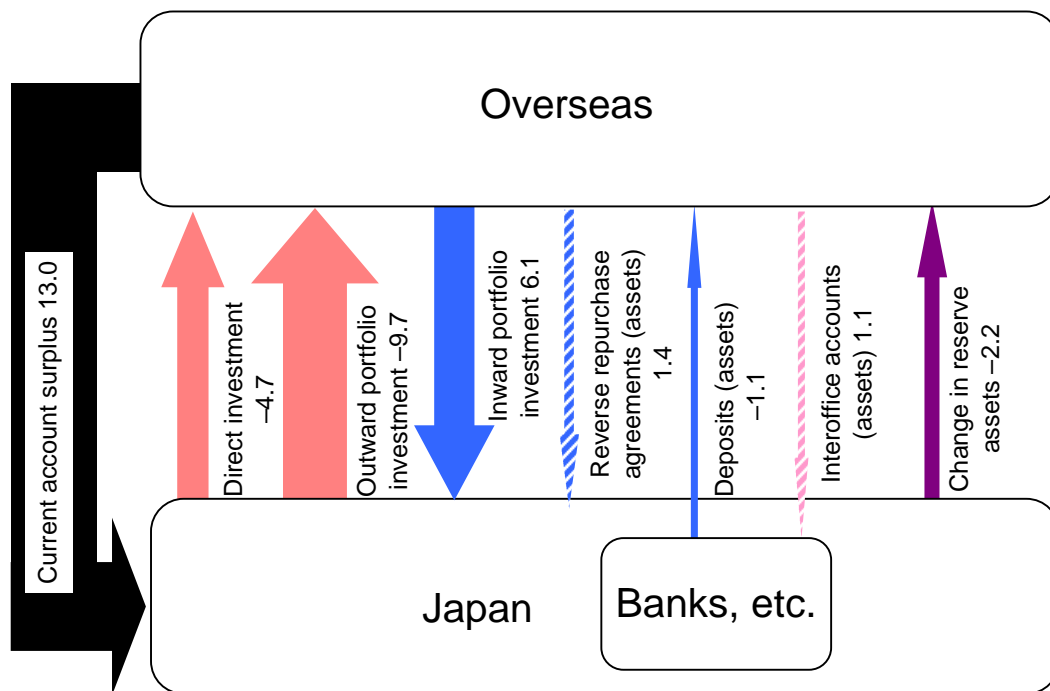 Overseas
Current account surplus 13.0
Direct investment
–4.7
Outward portfolio
investment –9.7
Inward portfolio
investment 6.1
Reverse repurchase
agreements (assets)
1.4
Deposits (assets)
–1.1
Interoffice accounts
(assets) 1.1
Change in reserve
assets –2.2
Japan
Banks, etc.